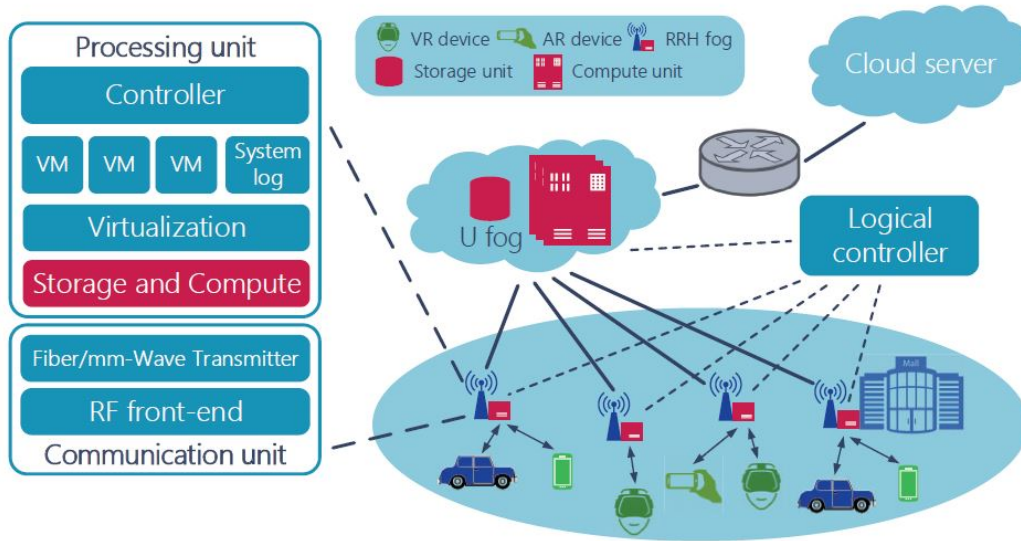 Processing unit
Controller
VM
VM
VM
System
log
Virtualization
Storage and Compute
Fiber/mm-Wave Transmitter
RF front-end
Communication unit
VR device
AR device
RRH fog
Storage unit
Compute unit
Cloud server
U fog
Logical
controller
Mall